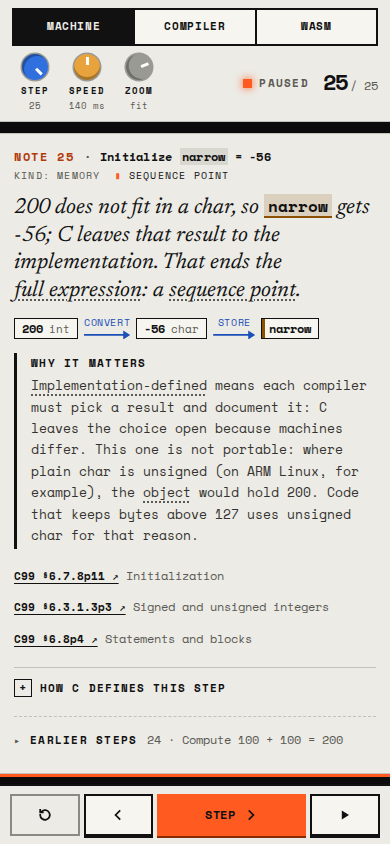 MACHINE COMPILER WASM
STEP SPEED ZOOM
25 140 ms fit
PAUSED 25 / 25
NOTE 25 · Initialize narrow = -56
KIND: MEMORY SEQUENCE POINT
200 does not fit in a char, so narrow gets
-56; C leaves that result to the
implementation. That ends the
full expression: a sequence point.
200 int CONVERT -56 char STORE narrow
WHY IT MATTERS
Implementation-defined means each compiler
must pick a result and document it: C
leaves the choice open because machines
differ. This one is not portable: where
plain char is unsigned (on ARM Linux, for
example), the object would hold 200. Code
that keeps bytes above 127 uses unsigned
char for that reason.
C99 §6.7.8p11 ↗ Initialization
C99 §6.3.1.3p3 ↗ Signed and unsigned integers
C99 §6.8p4 ↗ Statements and blocks
+ HOW C DEFINES THIS STEP
▸ EARLIER STEPS 24 · Compute 100 + 100 = 200
STEP